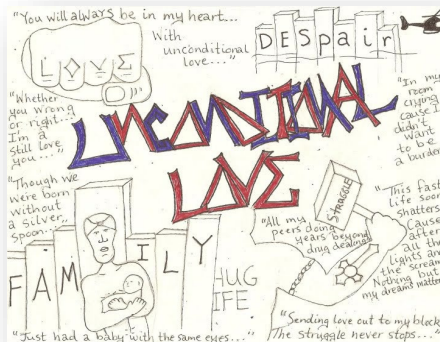 "You will always be in my heart...
With
unconditional
love..."
LOVE
DESpair
"Whether
you wrong
or right...
I'm a
still love
you..."
UNCONDITIONAL
LOVE
"In my
room
crying
cause I
didn't
want
to be
a burden
"Though we
were born
without
a silver
spoon..."
STRUGGLE
"All my
peers doing
years beyond
drug dealing
"This fast
life soon
shatters
Cause
after
all the
lights and
the screams
Nothing but
my dreams matter
FAMILY
HUG
IFE
"Sending love out to my block
The struggle never stops..."
"Just had a baby with the same eyes..."